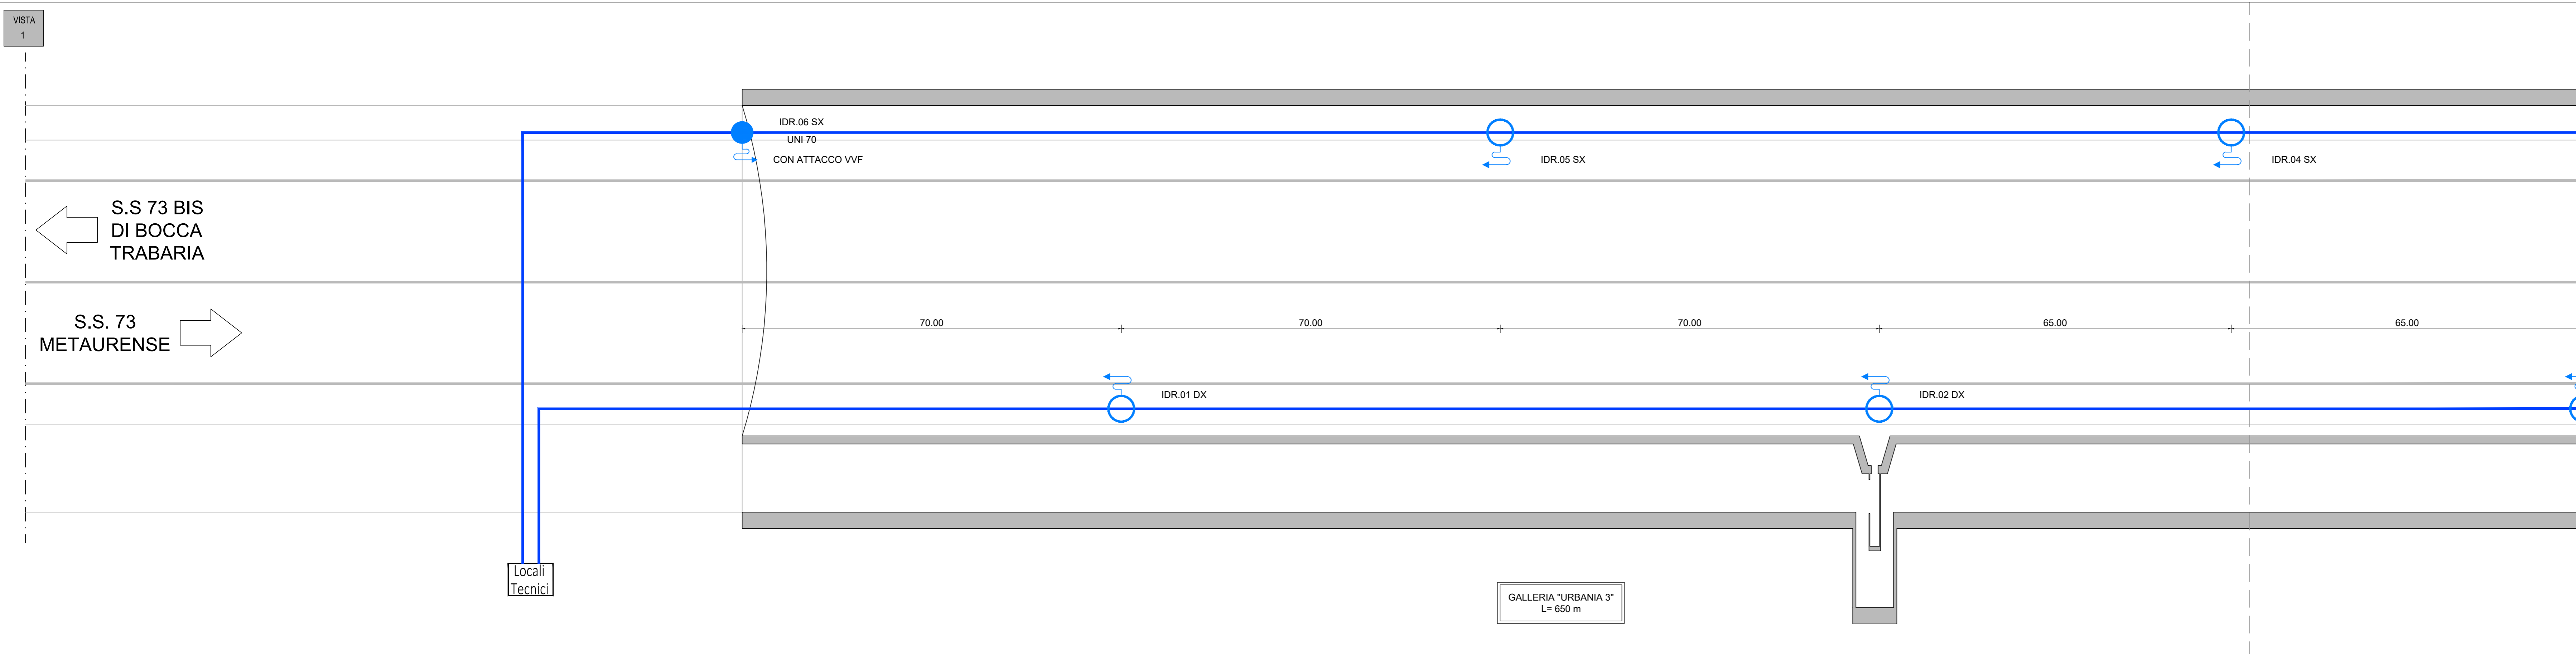 VISTA
1
IDR.06 SX
UNI 70
CON ATTACCO VVF
IDR.05 SX
IDR.04 SX
S.S 73 BIS
DI BOCCA
TRABARIA
S.S. 73
METAURENSE
70.00
70.00
70.00
65.00
65.00
IDR.01 DX
IDR.02 DX
Locali
Tecnici
GALLERIA "URBANIA 3"
L= 650 m